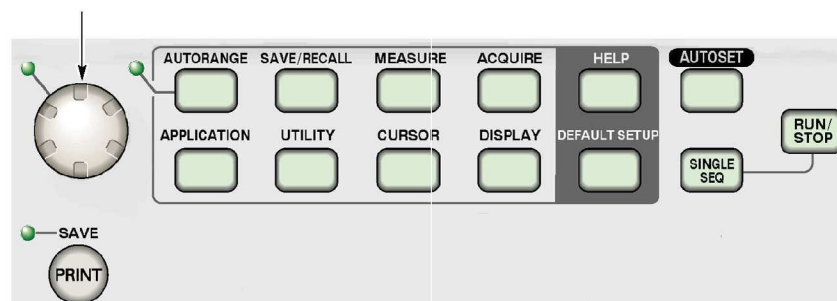 AUTORANGE SAVE/RECALL MEASURE ACQUIRE HELP AUTOSET
RUN/
STOP
APPLICATION UTILITY CURSOR DISPLAY DEFAULT SETUP
SINGLE
SEQ
SAVE
PRINT